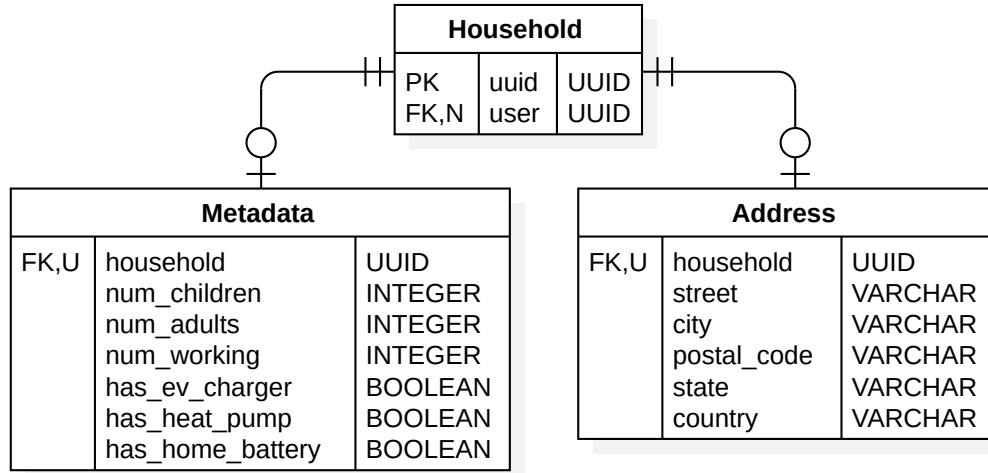 Household
PK uuid UUID
FK,N user UUID
Metadata
FK,U household UUID
num_children INTEGER
num_adults INTEGER
num_working INTEGER
has_ev_charger BOOLEAN
has_heat_pump BOOLEAN
has_home_battery BOOLEAN
Address
FK,U household UUID
street VARCHAR
city VARCHAR
postal_code VARCHAR
state VARCHAR
country VARCHAR